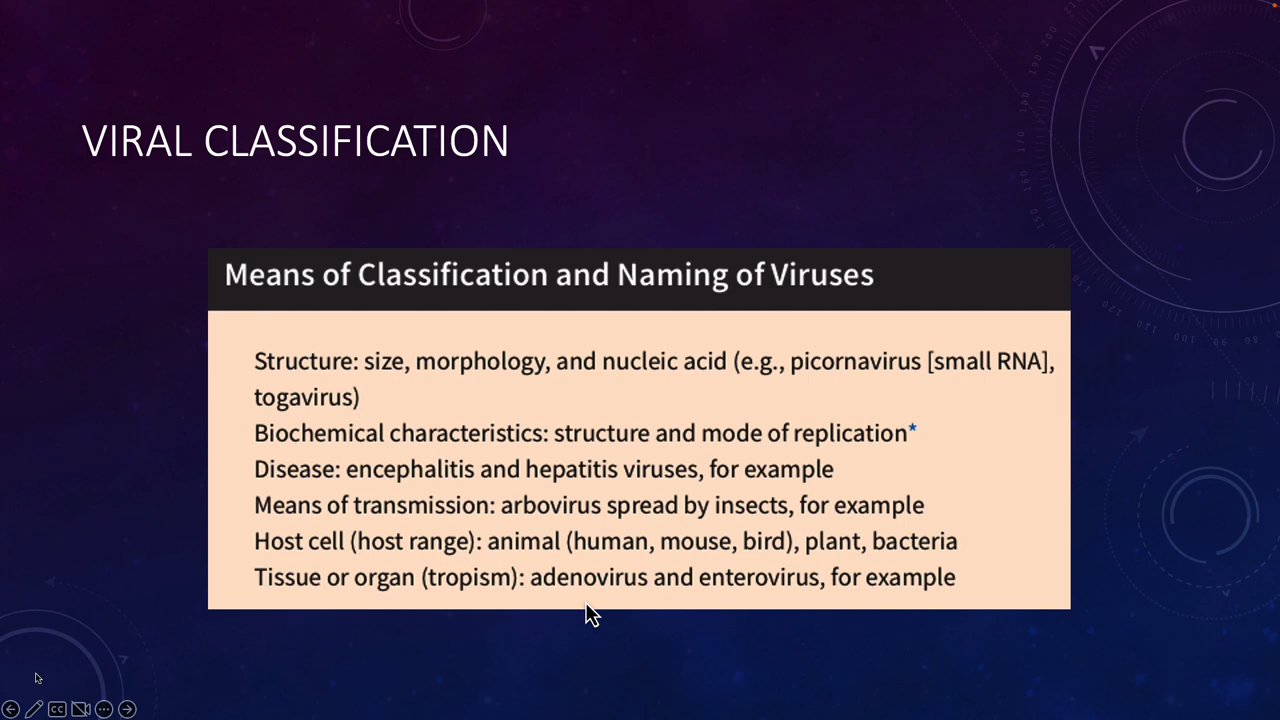 VIRAL CLASSIFICATION
Means of Classification and Naming of Viruses
Structure: size, morphology, and nucleic acid (e.g., picornavirus [small RNA],
togavirus)
Biochemical characteristics: structure and mode of replication*
Disease: encephalitis and hepatitis viruses, for example
Means of transmission: arbovirus spread by insects, for example
Host cell (host range): animal (human, mouse, bird), plant, bacteria
Tissue or organ (tropism): adenovirus and enterovirus, for example
CC